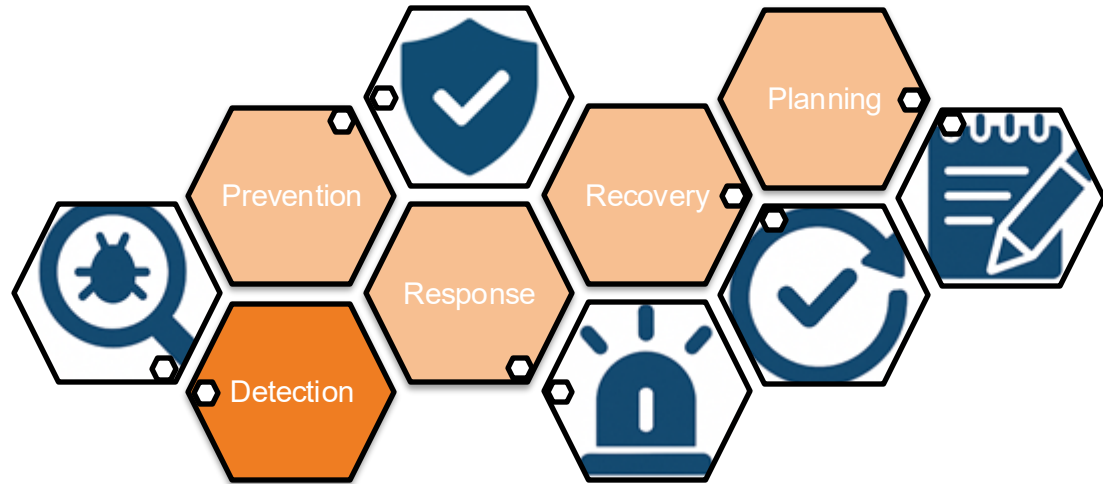 Planning
Prevention
Recovery
Response
Detection